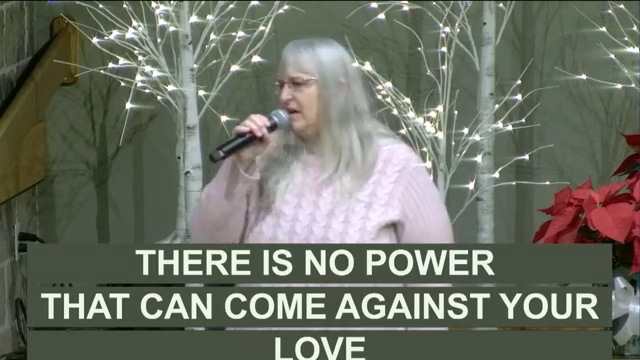 THERE IS NO POWER
THAT CAN COME AGAINST YOUR
LOVE